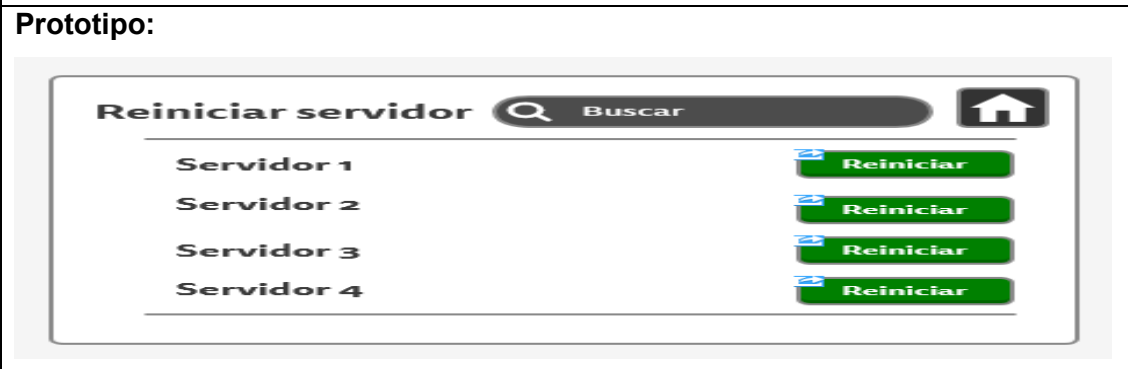 Prototipo:
Reiniciar servidor Buscar
Servidor 1 Reiniciar
Servidor 2 Reiniciar
Servidor 3 Reiniciar
Servidor 4 Reiniciar